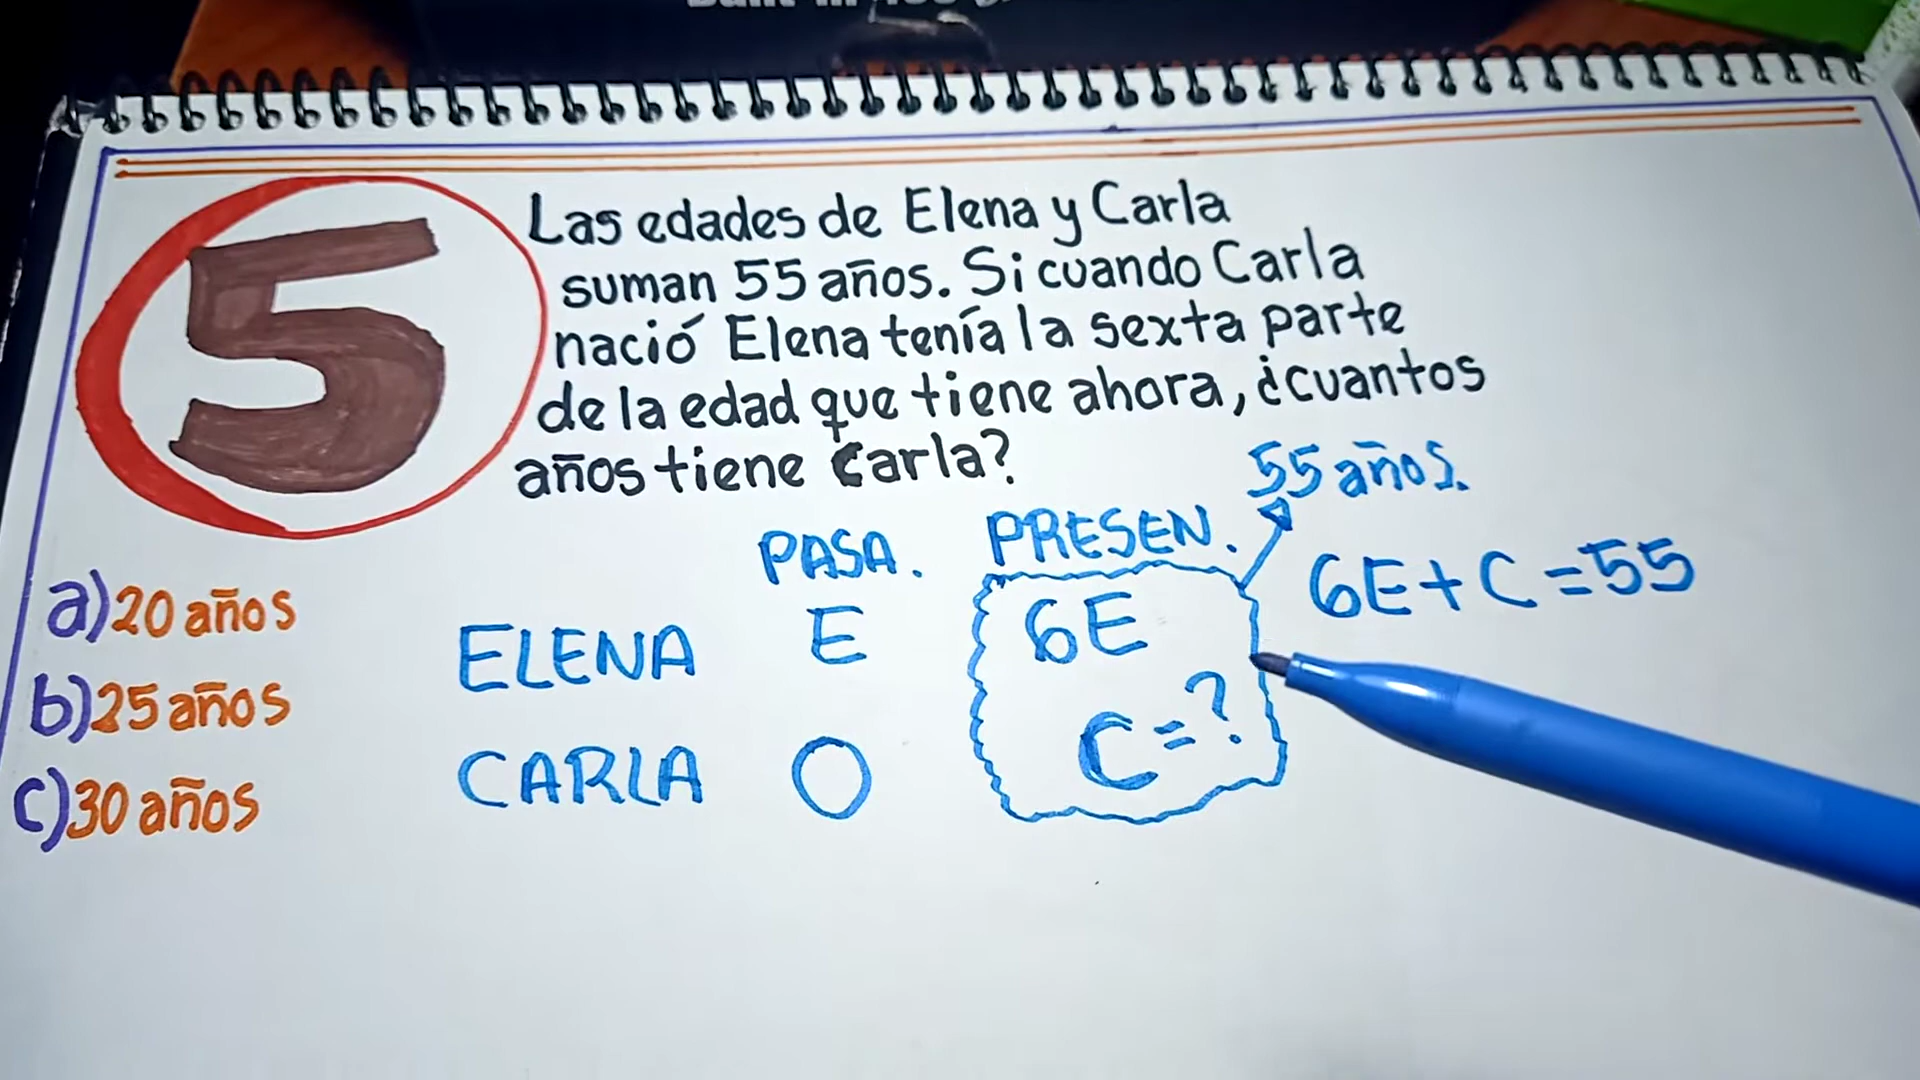 5
Las edades de Elena y Carla
suman 55 años. Si cuando Carla
nació Elena tenía la sexta parte
de la edad que tiene ahora, ¿cuantos
años tiene Carla?
55 años.
PASA. PRESEN.
6E+C=55
a)20 años
b)25 años
c)30 años
ELENA E 6E
CARLA O C=?